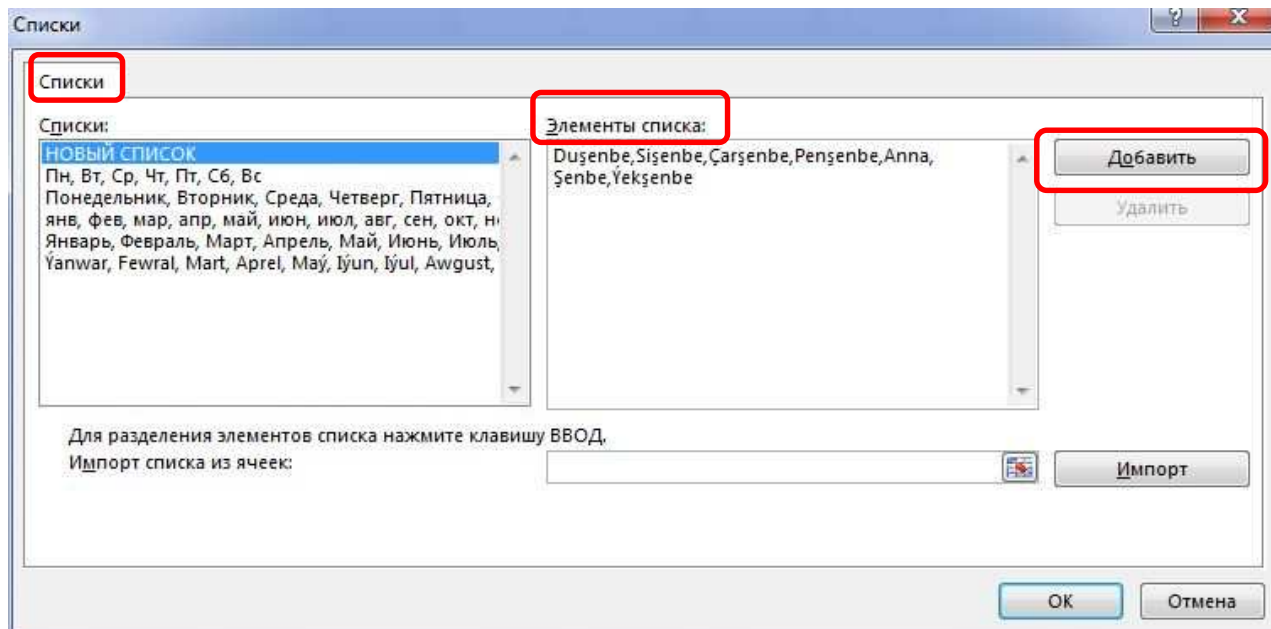 Списки
Списки
Списки:
НОВЫЙ СПИСОК
Пн, Вт, Ср, Чт, Пт, Сб, Вс
Понедельник, Вторник, Среда, Четверг, Пятница,
янв, фев, мар, апр, май, июн, июл, авг, сен, окт,
Январь, Февраль, Март, Апрель, Май, Июнь, Июль,
Ýanwar, Fewral, Mart, Aprel, Maý, Iýun, Iýul, Awgust,
Элементы списка:
Duşenbe,Sişenbe,Çarşenbe,Penşenbe,Anna,
Şenbe,Ýekşenbe
Добавить
Удалить
Для разделения элементов списка нажмите клавишу ВВОД.
Импорт списка из ячеек:
Импорт
ОК
Отмена